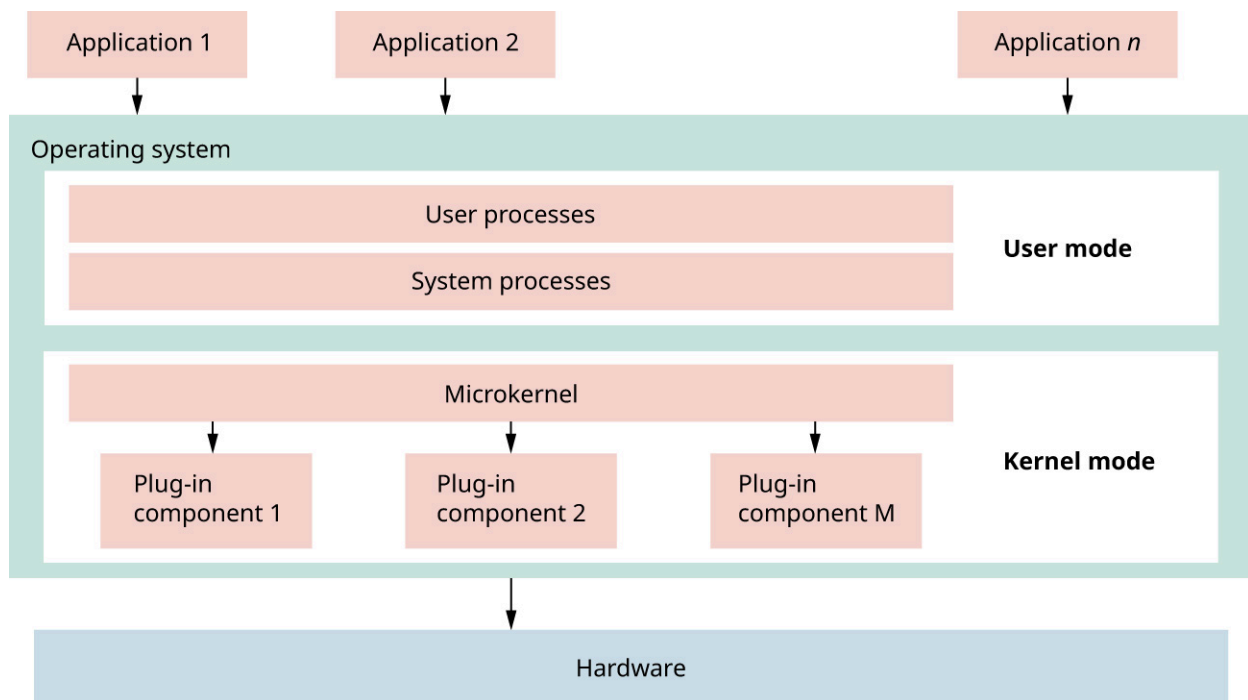 Application 1
Application 2
Application n
Operating system
User processes
System processes
User mode
Microkernel
Plug-in
component 1
Plug-in
component 2
Plug-in
component M
Kernel mode
Hardware